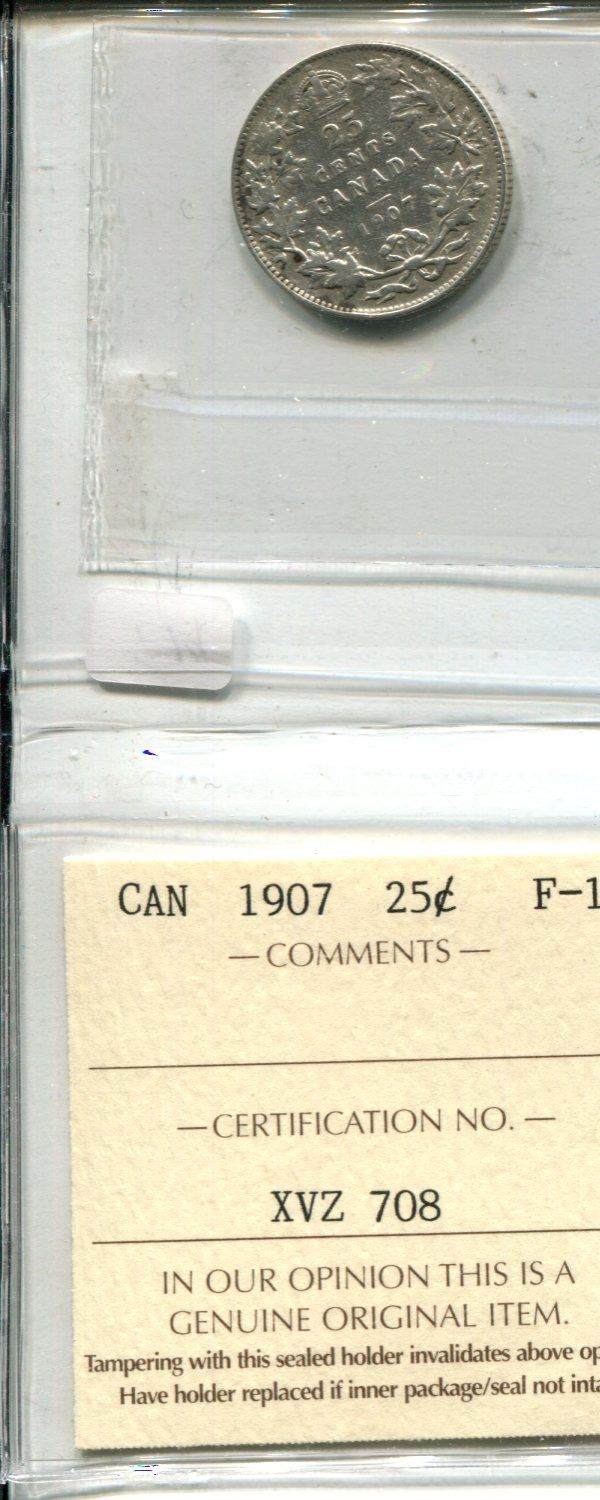 25
CENTS
CANADA
1907
CAN 1907 25¢ F-1
— COMMENTS —
— CERTIFICATION NO. —
XVZ 708
IN OUR OPINION THIS IS A
GENUINE ORIGINAL ITEM.
Tampering with this sealed holder invalidates above op
Have holder replaced if inner package/seal not inta